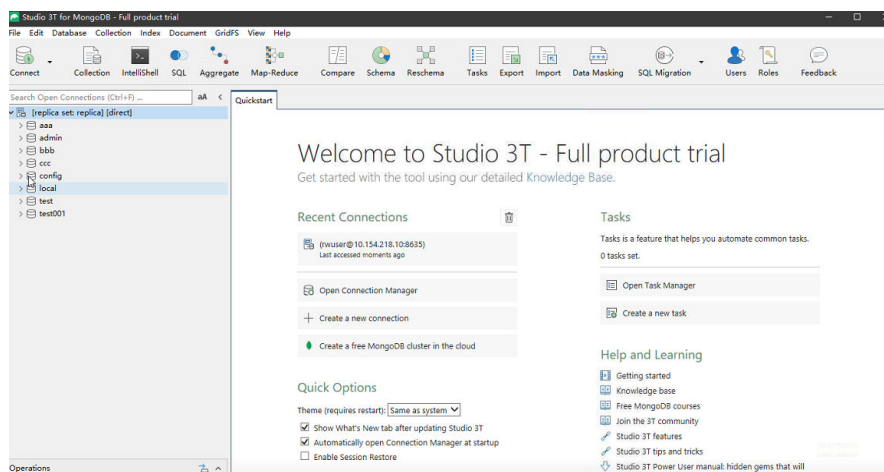 Studio 3T for MongoDB - Full product trial
File Edit Database Collection Index Document GridFS View Help
Connect Collection IntelliShell SQL Aggregate Map-Reduce Compare Schema Reschema Tasks Export Import Data Masking SQL Migration Users Roles Feedback
Search Open Connections (Ctrl+F) ... aA
Quickstart
[replica set: replica] [direct]
aaa
admin
bbb
ccc
config
local
test
test001
Welcome to Studio 3T - Full product trial
Get started with the tool using our detailed Knowledge Base.
Recent Connections
(rwuser@10.154.218.10:8635)
Last accessed moments ago
Open Connection Manager
Create a new connection
Create a free MongoDB cluster in the cloud
Quick Options
Theme (requires restart): Same as system
Show What's New tab after updating Studio 3T
Automatically open Connection Manager at startup
Enable Session Restore
Tasks
Tasks is a feature that helps you automate common tasks.
0 tasks set.
Open Task Manager
Create a new task
Help and Learning
Getting started
Knowledge base
Free MongoDB courses
Join the 3T community
Studio 3T features
Studio 3T tips and tricks
Studio 3T Power User manual: hidden gems that will
Operations